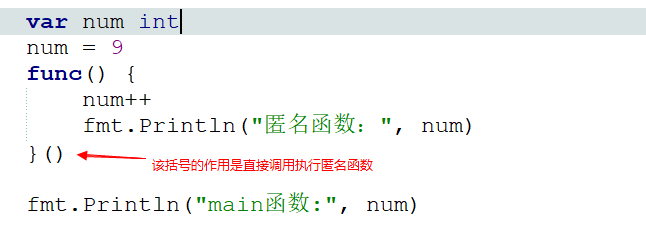 var num int
num = 9
func() {
    num++
    fmt.Println("匿名函数：", num)
}()
该括号的作用是直接调用执行匿名函数
fmt.Println("main函数:", num)